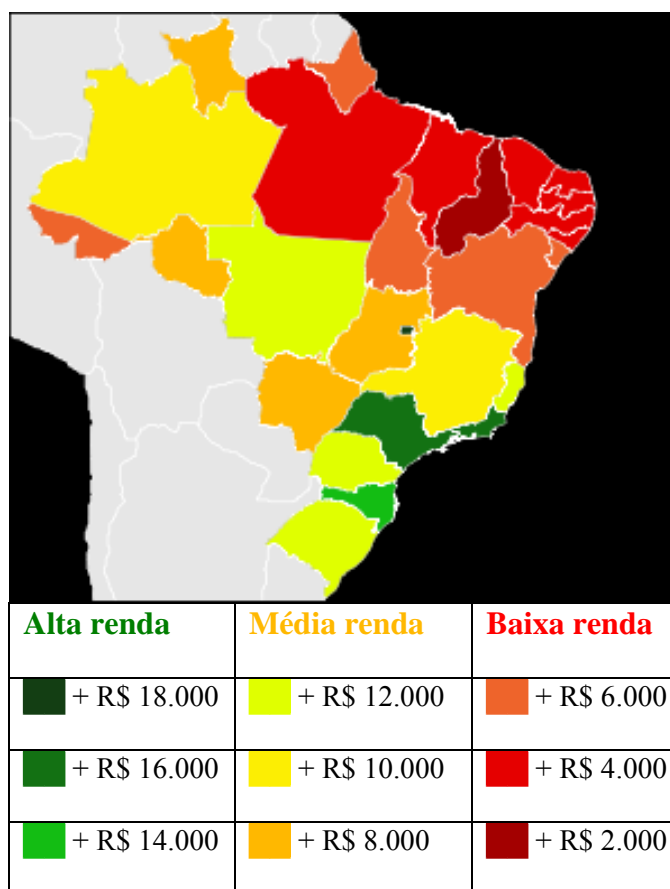 Alta renda Média renda Baixa renda
+ R$ 18.000 + R$ 12.000 + R$ 6.000
+ R$ 16.000 + R$ 10.000 + R$ 4.000
+ R$ 14.000 + R$ 8.000 + R$ 2.000